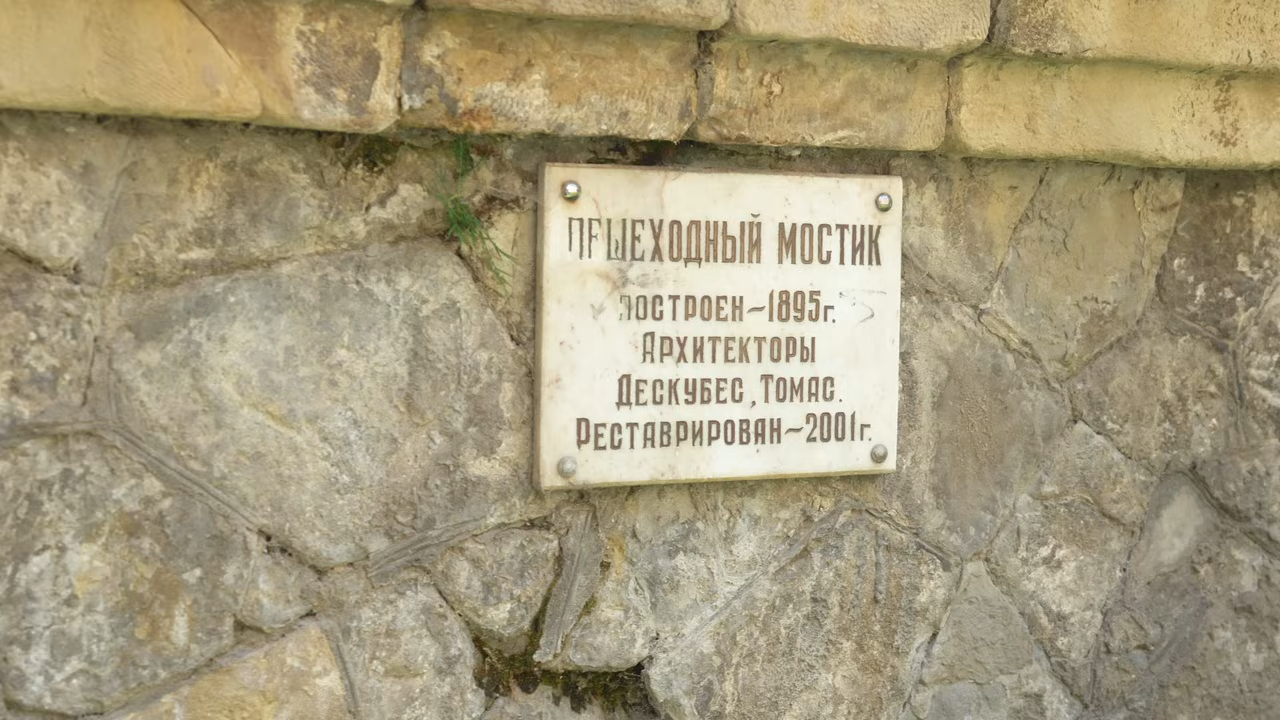 ПЕШЕХОДНЫЙ МОСТИК
ПОСТРОЕН~1895г.
АРХИТЕКТОРЫ
ДЕСКУБЕС, ТОМАС.
РЕСТАВРИРОВАН~2001г.